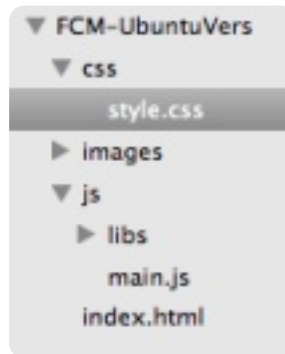 FCM-UbuntuVers
css
style.css
images
js
libs
main.js
index.html